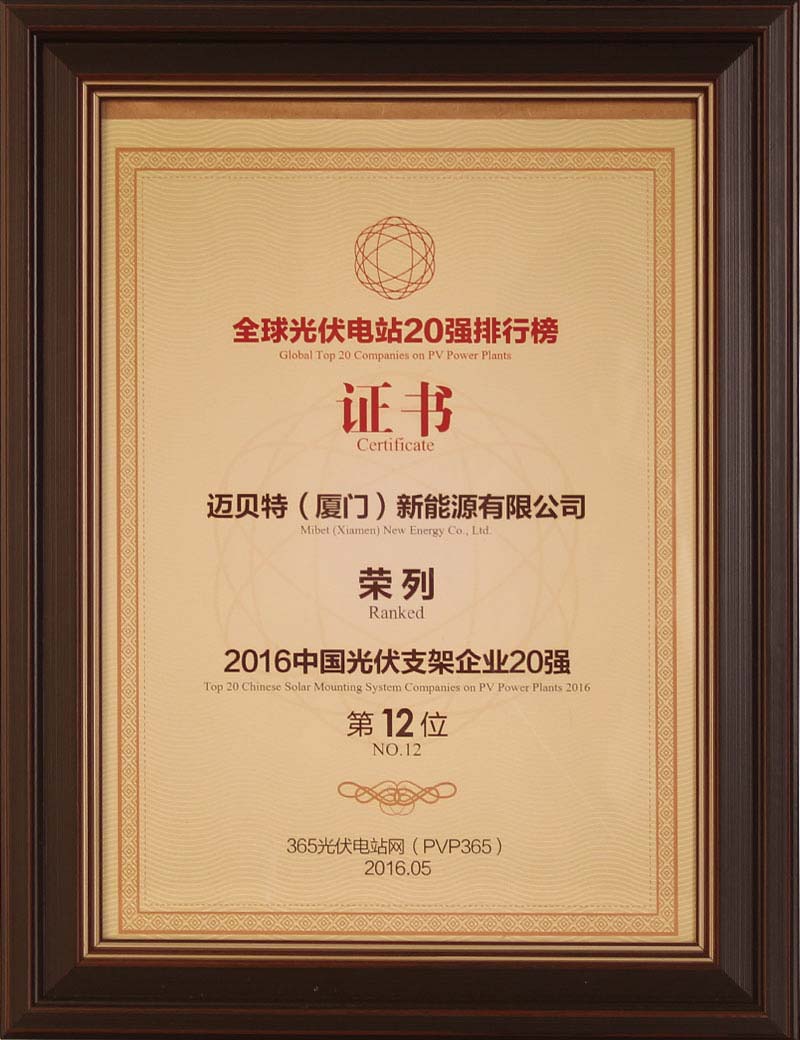 全球光伏电站20强排行榜
Global Top 20 Companies on PV Power Plants
证书
Certificate
迈贝特（厦门）新能源有限公司
Mibet (Xiamen) New Energy Co., Ltd.
荣列
Ranked
2016中国光伏支架企业20强
Top 20 Chinese Solar Mounting System Companies on PV Power Plants 2016
第12位
NO.12
365光伏电站网（PVP365）
2016.05